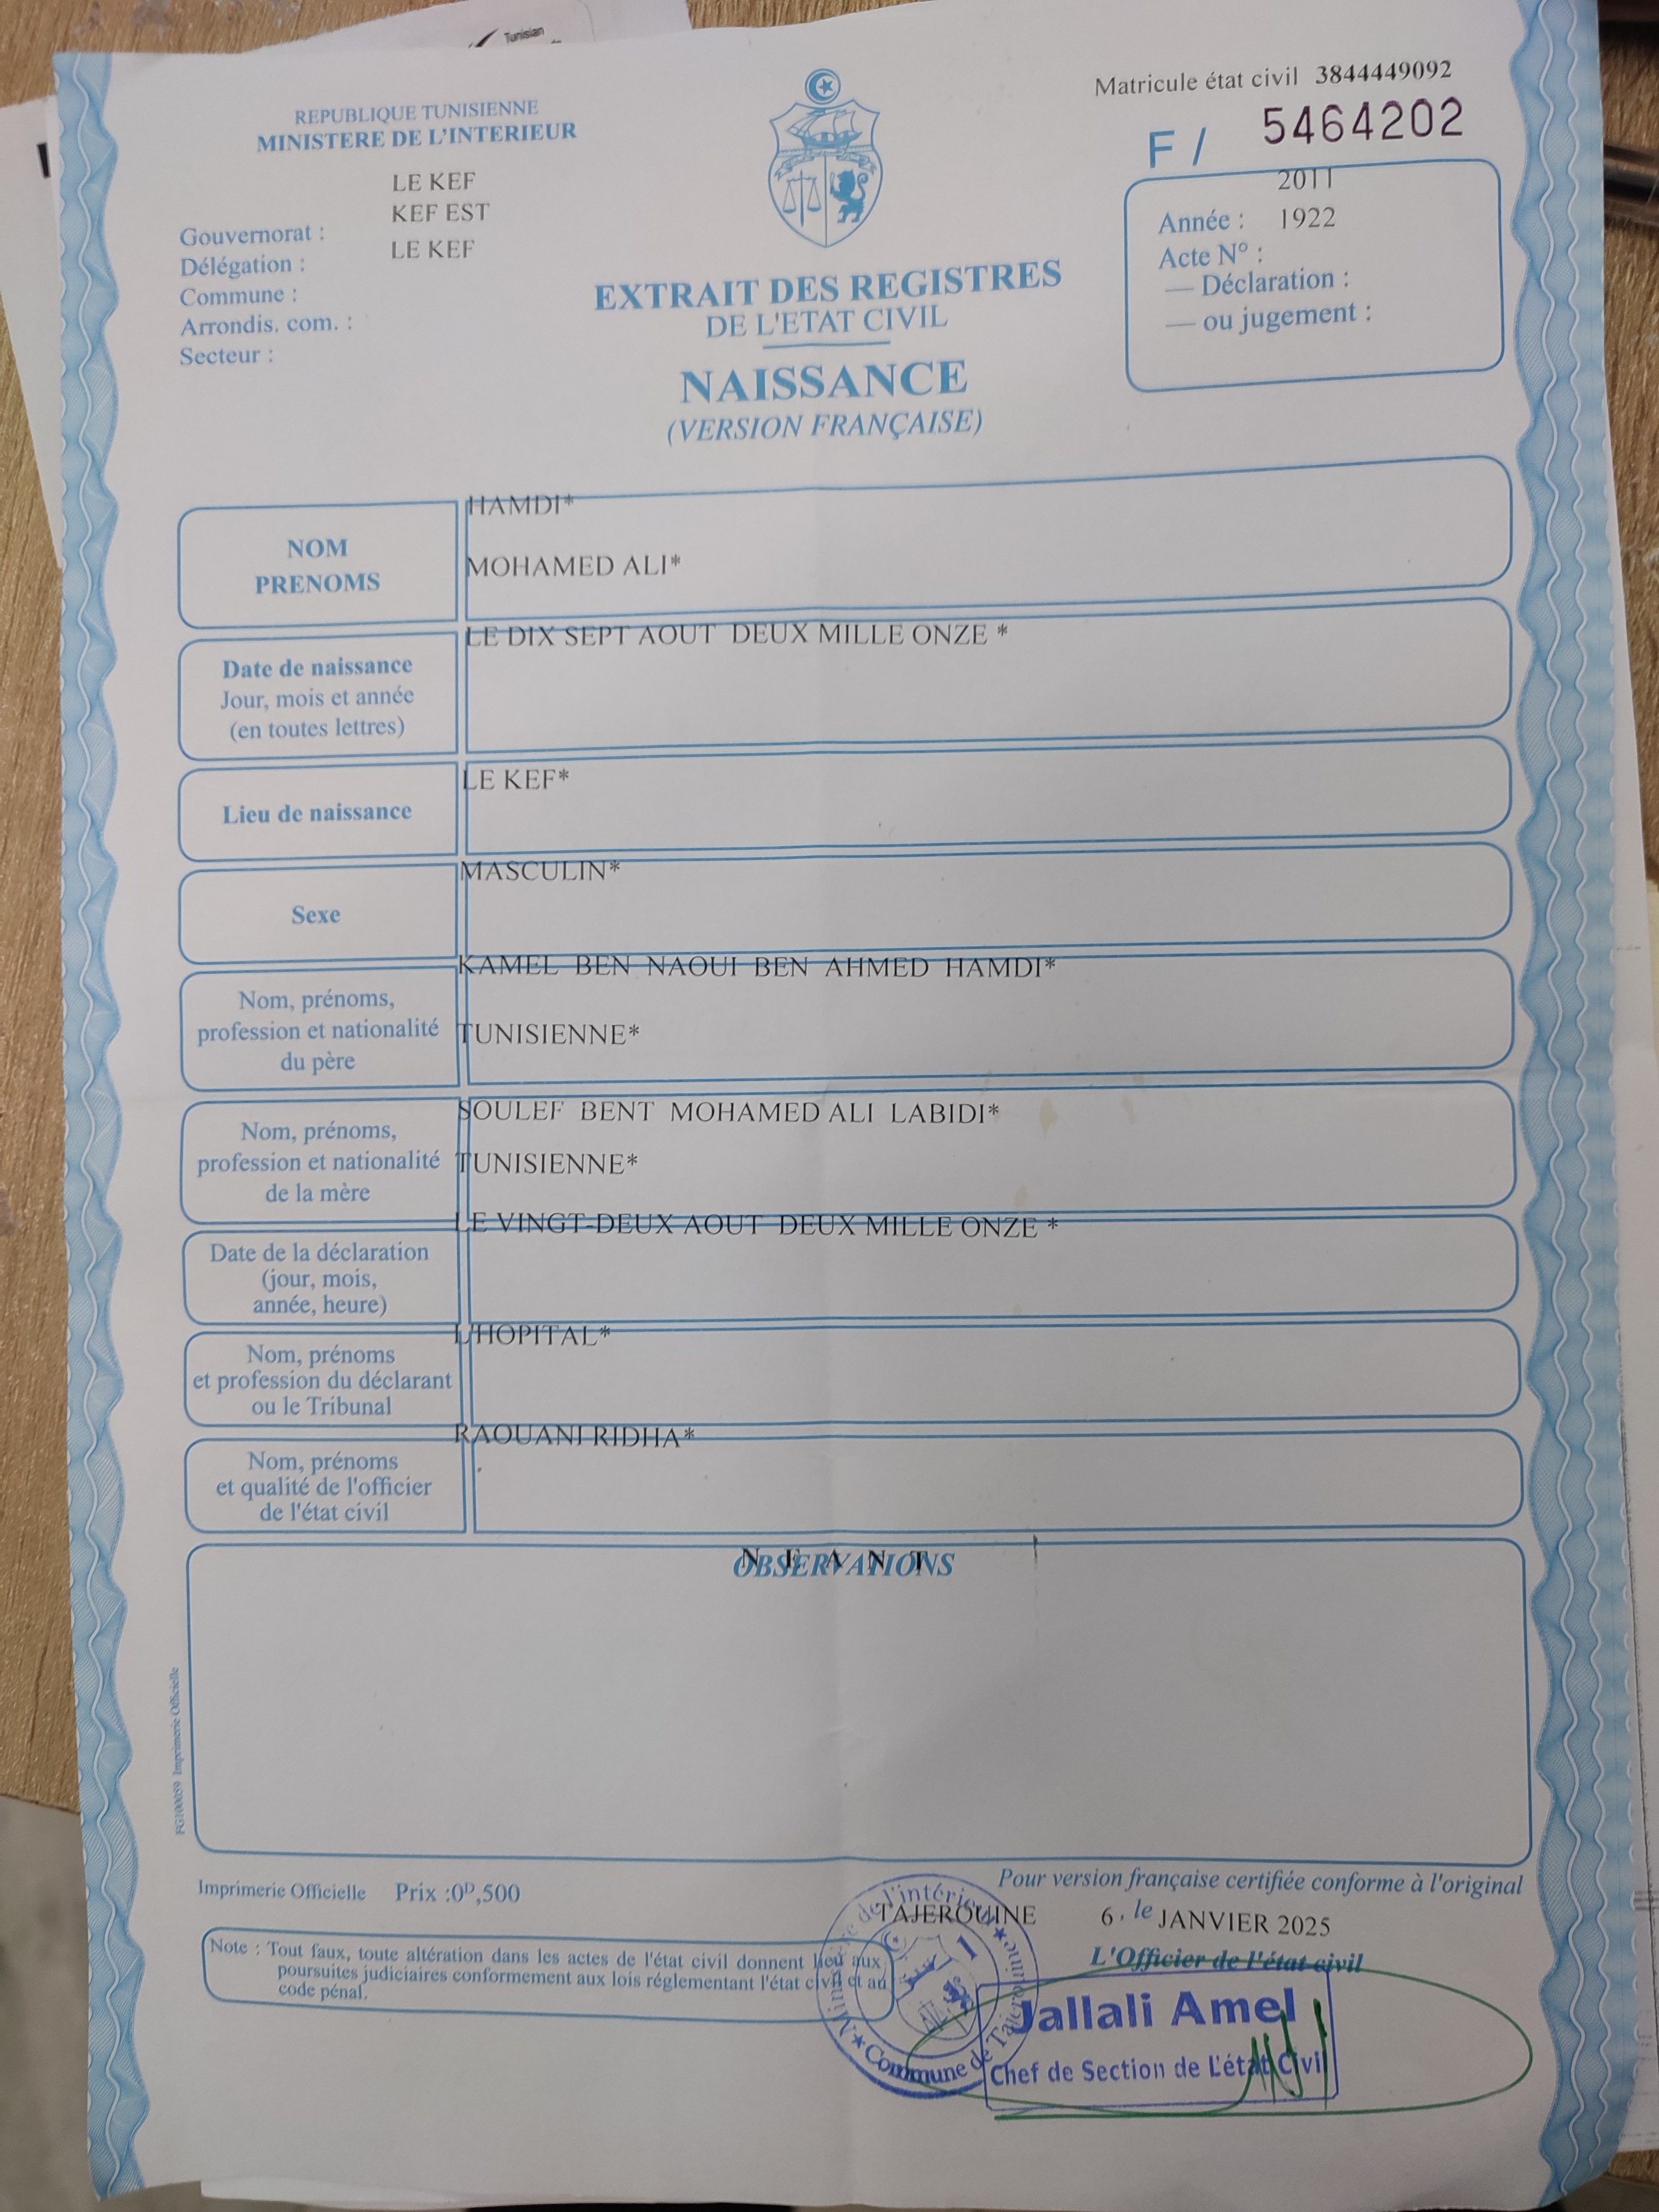 Tunisian
Matricule état civil 3844449092
F / 5464202
REPUBLIQUE TUNISIENNE
MINISTERE DE L'INTERIEUR
LE KEF
KEF EST
Gouvernorat :
LE KEF
Délégation :
Commune :
Arrondis. com. :
Secteur :
2011
Année : 1922
Acte N° :
— Déclaration :
— ou jugement :
EXTRAIT DES REGISTRES
DE L'ETAT CIVIL
NAISSANCE
(VERSION FRANÇAISE)
NOM
PRENOMS
HAMDI*
MOHAMED ALI*
Date de naissance
Jour, mois et année
(en toutes lettres)
LE DIX SEPT AOUT DEUX MILLE ONZE *
Lieu de naissance
LE KEF*
Sexe
MASCULIN*
Nom, prénoms,
profession et nationalité
du père
KAMEL BEN NAOUI BEN AHMED HAMDI*
TUNISIENNE*
Nom, prénoms,
profession et nationalité
de la mère
SOULEF BENT MOHAMED ALI LABIDI*
TUNISIENNE*
Date de la déclaration
(jour, mois,
année, heure)
LE VINGT-DEUX AOUT DEUX MILLE ONZE *
Nom, prénoms
et profession du déclarant
ou le Tribunal
L'HOPITAL*
Nom, prénoms
et qualité de l'officier
de l'état civil
RAOUANI RIDHA*
OBSERVATIONS
N E A N T
FG100059 Imprimerie Officielle
Imprimerie Officielle Prix :0ᴰ,500
Pour version française certifiée conforme à l'original
TAJEROUINE 6, le JANVIER 2025
L'Officier de l'état civil
Note : Tout faux, toute altération dans les actes de l'état civil donnent lieu aux
poursuites judiciaires conformement aux lois réglementant l'état civil et au
code pénal.
Ministère de l'intérieur
Commune de Tajerouine
Jallali Amel
Chef de Section de L'état Civil